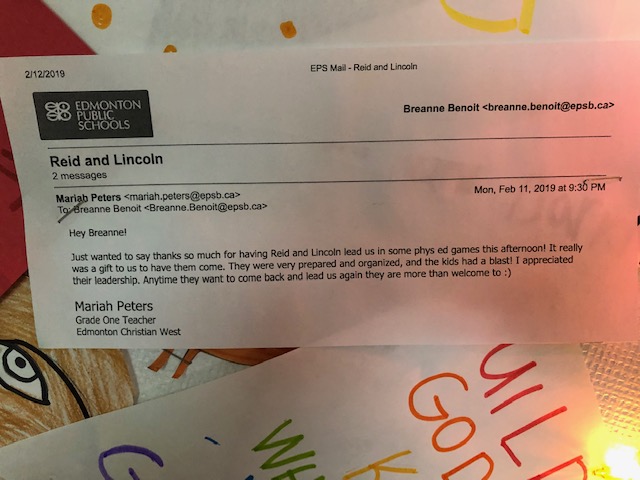 2/12/2019
EPS Mail - Reid and Lincoln
EDMONTON
PUBLIC
SCHOOLS
Breanne Benoit <breanne.benoit@epsb.ca>
Reid and Lincoln
2 messages
Mariah Peters <mariah.peters@epsb.ca>
Mon, Feb 11, 2019 at 9:30 PM
To: Breanne Benoit <Breanne.Benoit@epsb.ca>
Hey Breanne!
Just wanted to say thanks so much for having Reid and Lincoln lead us in some phys ed games this afternoon! It really
was a gift to us to have them come. They were very prepared and organized, and the kids had a blast! I appreciated
their leadership. Anytime they want to come back and lead us again they are more than welcome to :)
Mariah Peters
Grade One Teacher
Edmonton Christian West
GOD